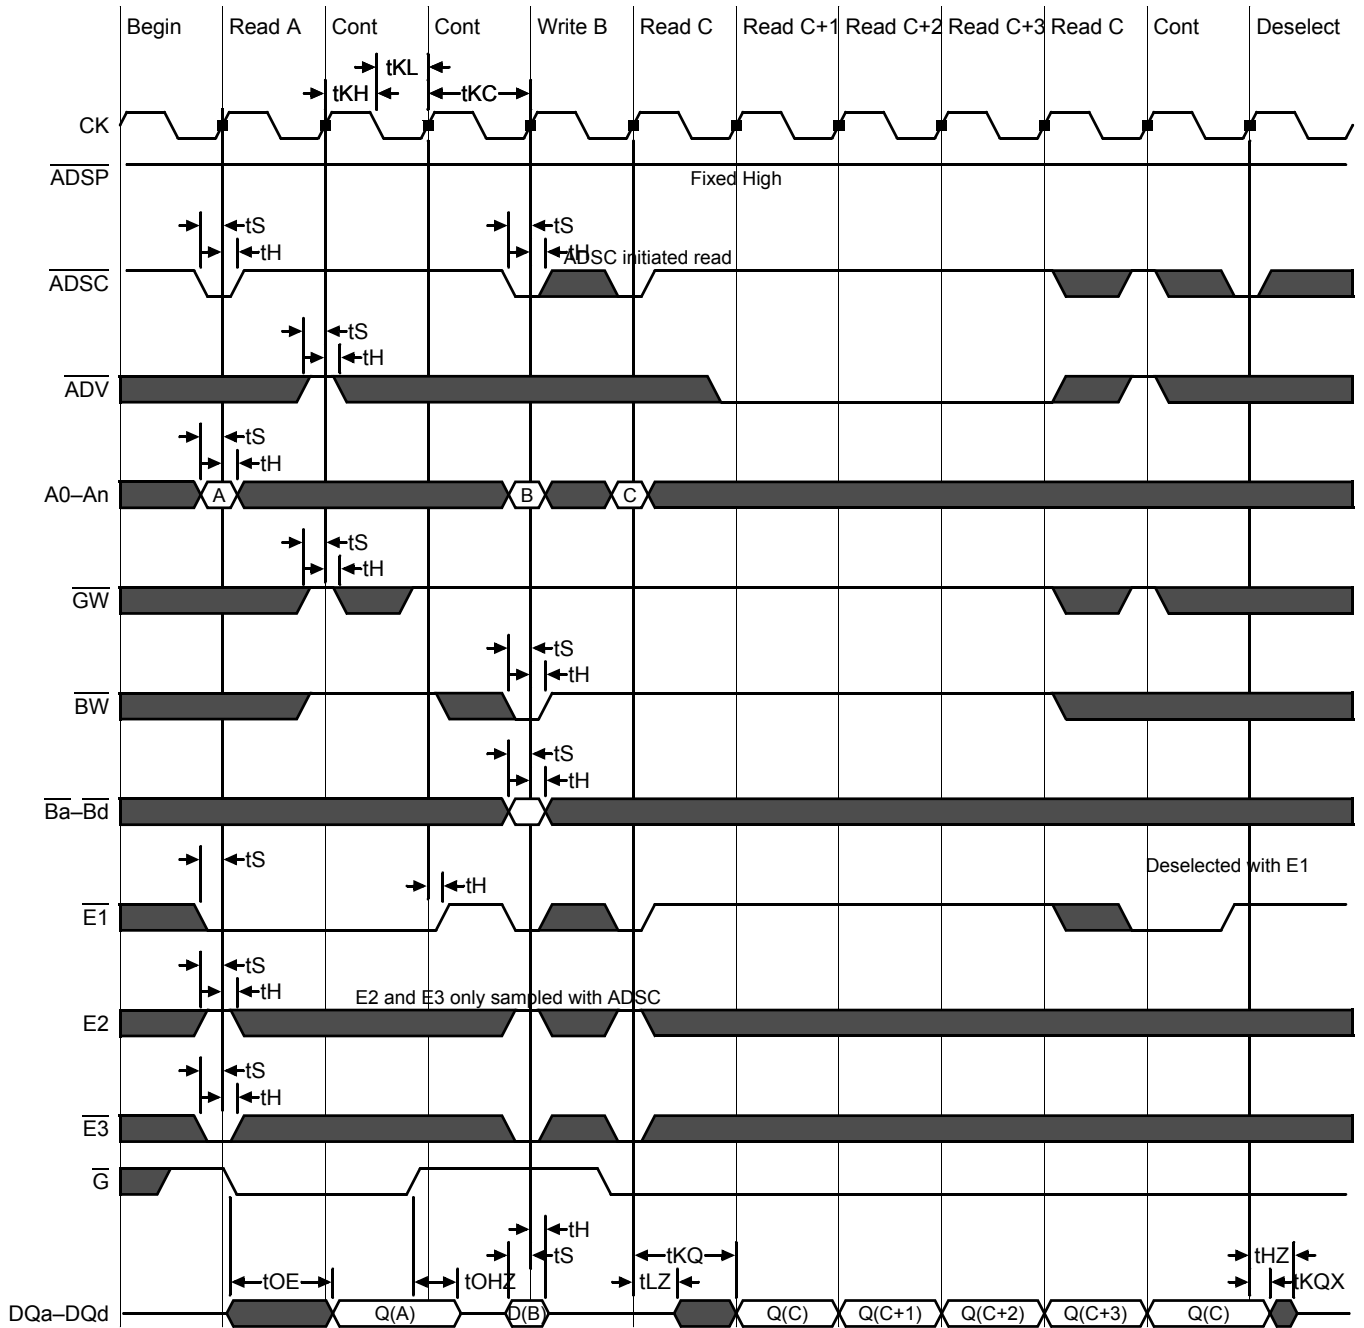 Begin Read A Cont Cont Write B Read C Read C+1 Read C+2 Read C+3 Read C Cont Deselect
tKL
tKH tKC
CK
ADSP Fixed High
tS tS
tH tH
ADSC initiated read
ADSC
tS
tH
ADV
tS
tH
A0–An A B C
tS
tH
GW
tS
tH
BW
tS
tH
Ba–Bd
tS Deselected with E1
tH
E1
tS
tH
E2 and E3 only sampled with ADSC
E2
tS
tH
E3
G
tH
tS tKQ tHZ
tOE tOHZ tLZ tKQX
DQa–DQd Q(A) D(B) Q(C) Q(C+1) Q(C+2) Q(C+3) Q(C)